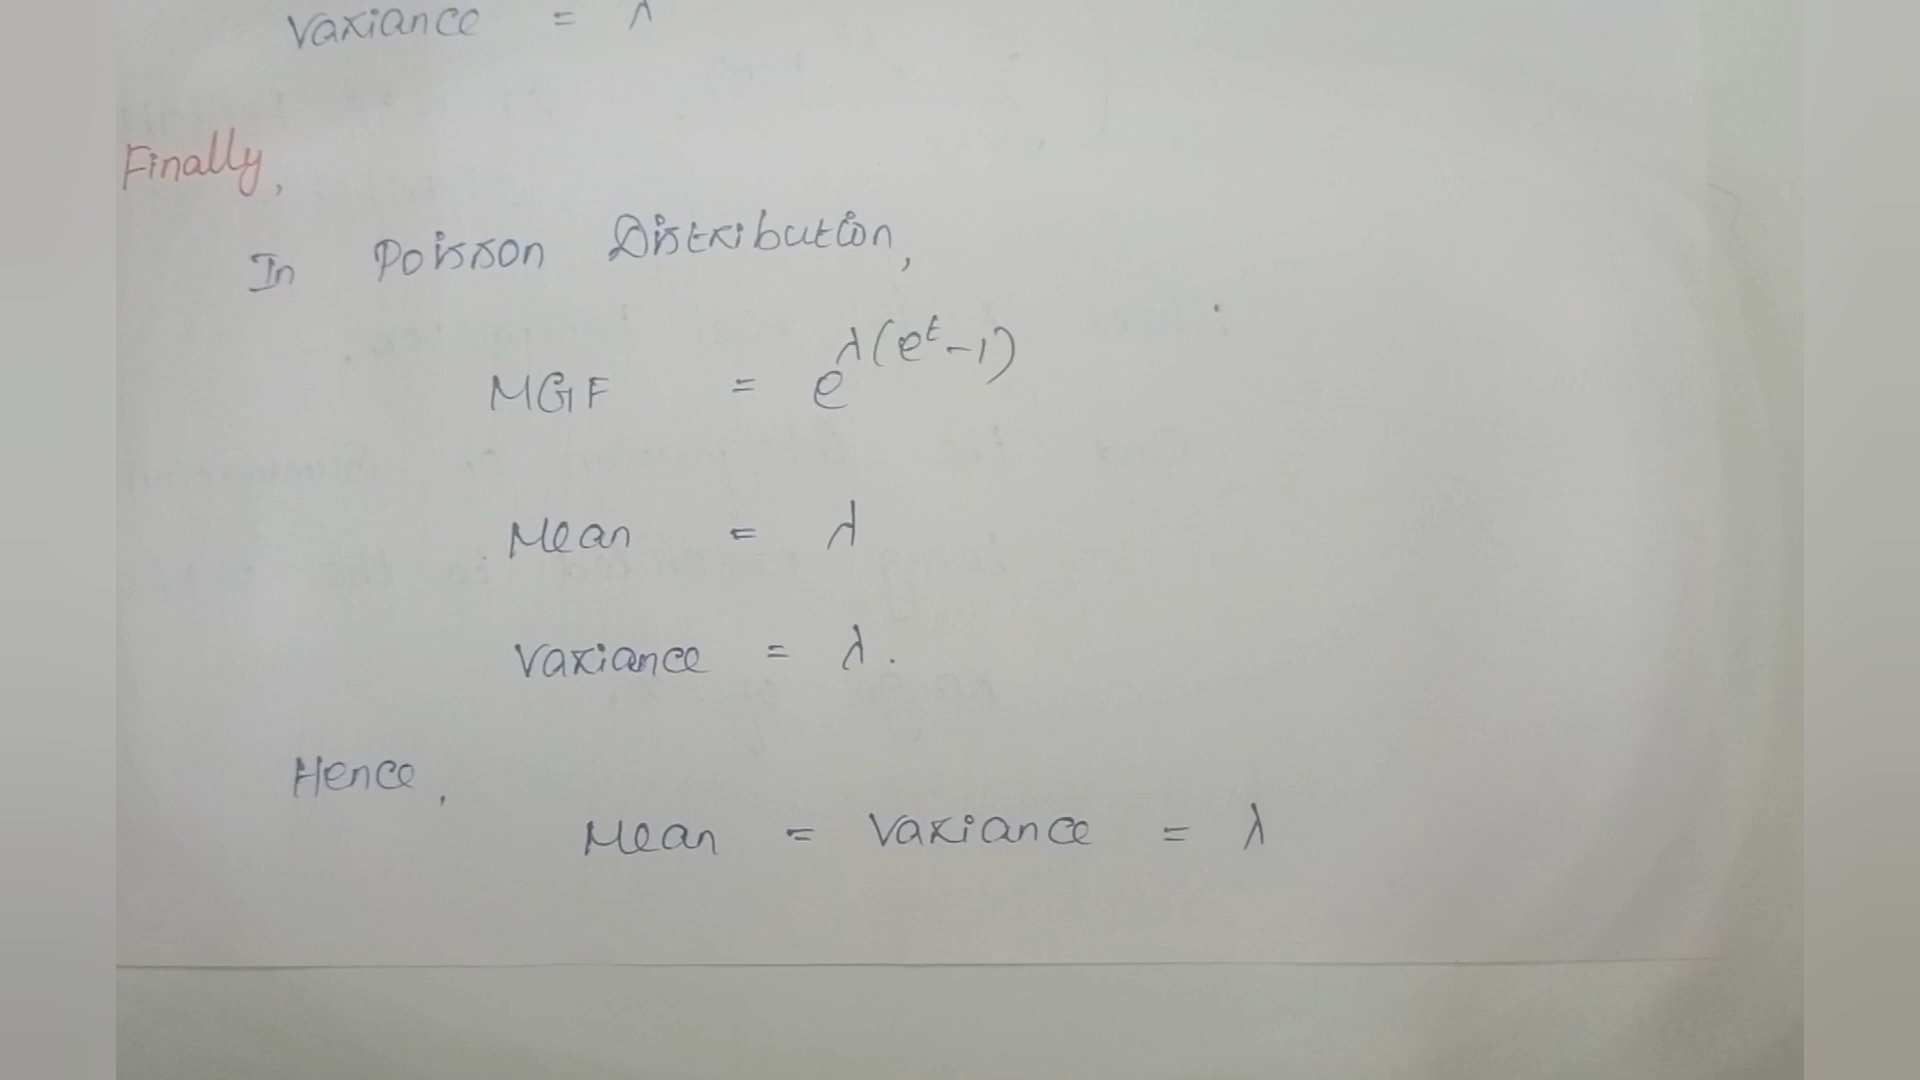 Variance = λ
Finally,
In Poisson Distribution,
MGF = e^λ(e^t-1)
Mean = λ
Variance = λ.
Hence,
Mean = Variance = λ